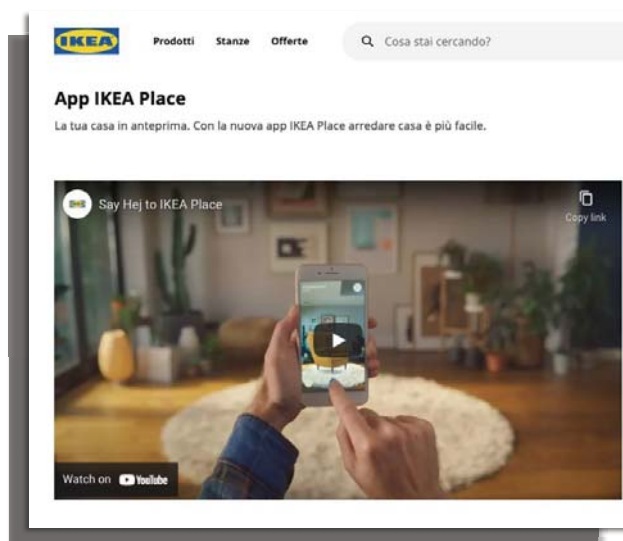 IKEA
Prodotti Stanze Offerte Cosa stai cercando?
App IKEA Place
La tua casa in anteprima. Con la nuova app IKEA Place arredare casa è più facile.
Say Hej to IKEA Place
Copy link
Watch on YouTube